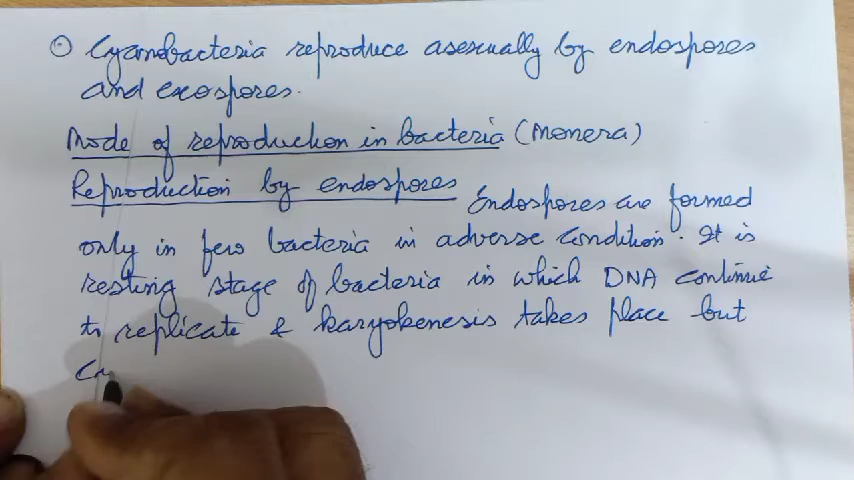 Cyanobacteria reproduce asexually by endospores
and exospores.
Mode of reproduction in bacteria (Monera)
Reproduction by endospores Endospores are formed
only in few bacteria in adverse condition. It is
resting stage of bacteria in which DNA continue
to replicate & karyokenesis takes place but